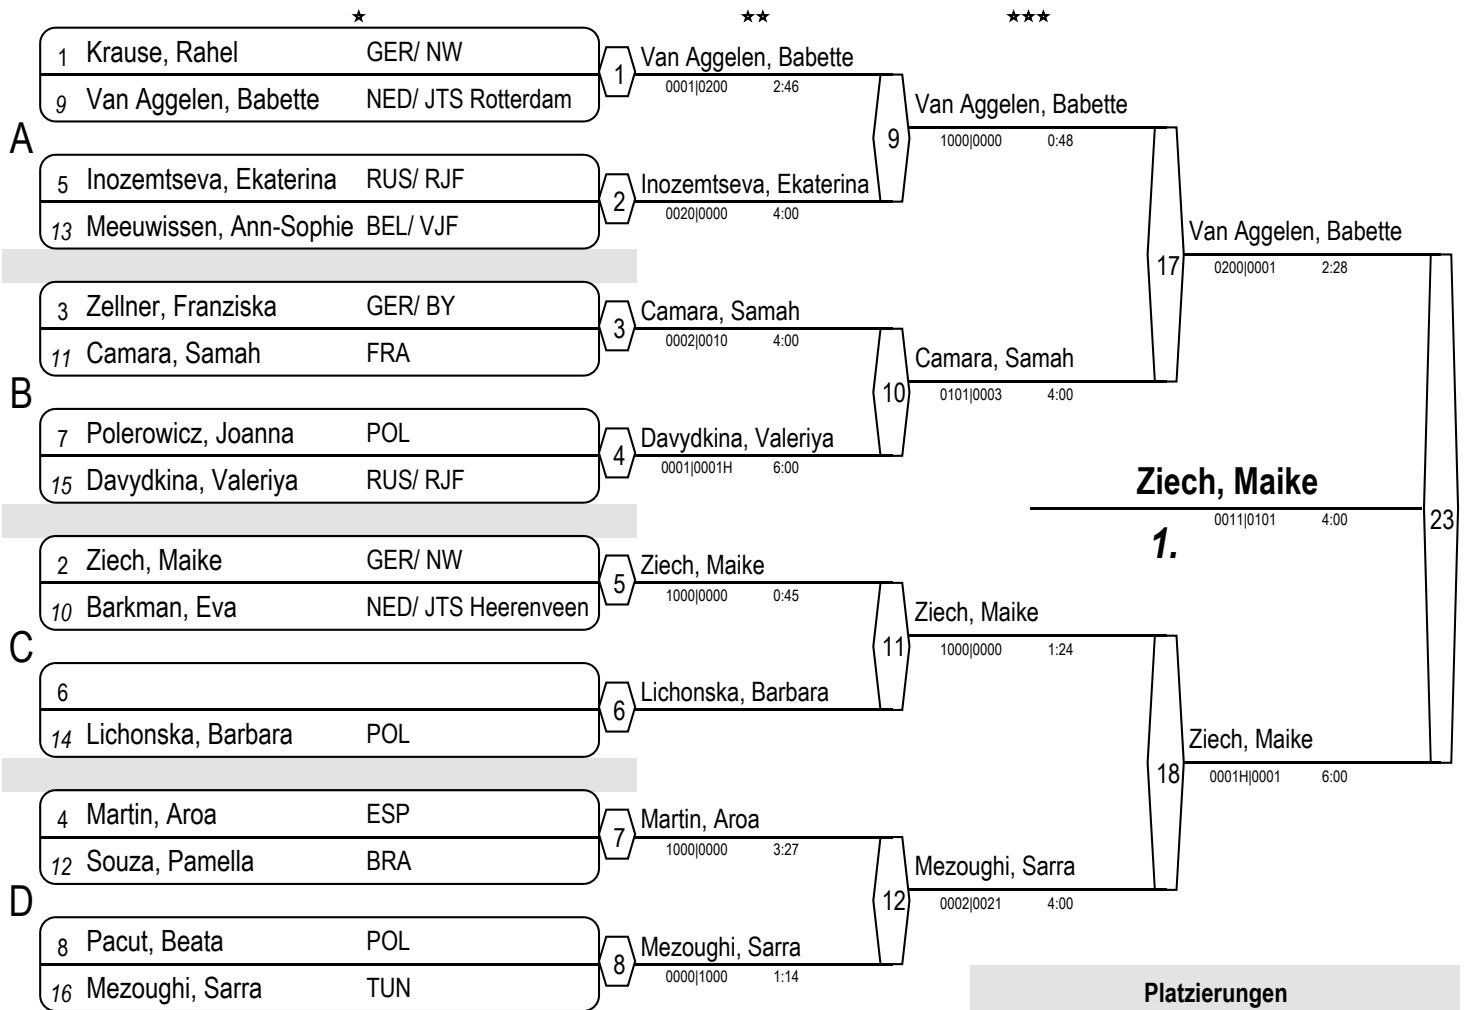 1 Krause, Rahel GER/ NW
9 Van Aggelen, Babette NED/ JTS Rotterdam
1
Van Aggelen, Babette
0001|0200 2:46
A
5 Inozemtseva, Ekaterina RUS/ RJF
13 Meeuwissen, Ann-Sophie BEL/ VJF
2
Inozemtseva, Ekaterina
0020|0000 4:00
9
Van Aggelen, Babette
1000|0000 0:48
3 Zellner, Franziska GER/ BY
11 Camara, Samah FRA
3
Camara, Samah
0002|0010 4:00
B
7 Polerowicz, Joanna POL
15 Davydkina, Valeriya RUS/ RJF
4
Davydkina, Valeriya
0001|0001H 6:00
10
Camara, Samah
0101|0003 4:00
17
Van Aggelen, Babette
0200|0001 2:28
2 Ziech, Maike GER/ NW
10 Barkman, Eva NED/ JTS Heerenveen
5
Ziech, Maike
1000|0000 0:45
C
6
14 Lichonska, Barbara POL
6
Lichonska, Barbara
11
Ziech, Maike
1000|0000 1:24
4 Martin, Aroa ESP
12 Souza, Pamella BRA
7
Martin, Aroa
1000|0000 3:27
D
8 Pacut, Beata POL
16 Mezoughi, Sarra TUN
8
Mezoughi, Sarra
0000|1000 1:14
12
Mezoughi, Sarra
0002|0021 4:00
18
Ziech, Maike
0001H|0001 6:00
23
Ziech, Maike
0011|0101 4:00
1.
Platzierungen